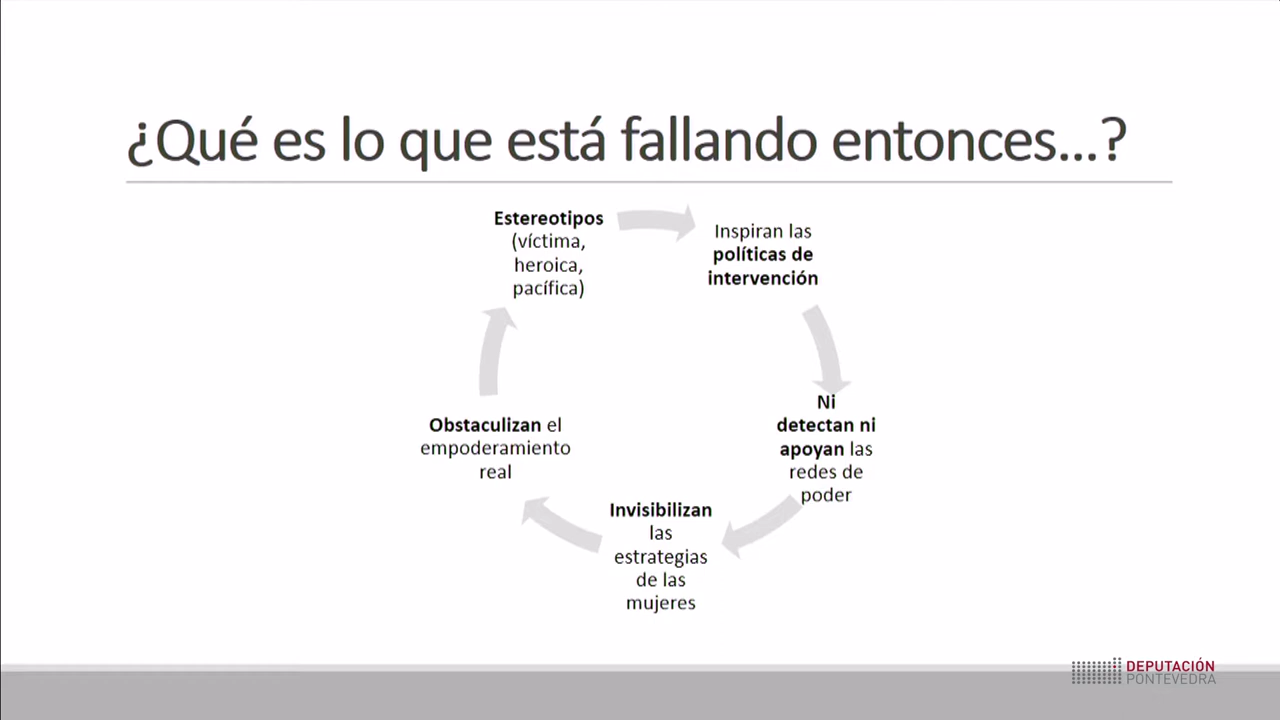 ¿Qué es lo que está fallando entonces...?
Estereotipos
(víctima,
heroica,
pacífica)
Inspiran las
políticas de
intervención
Ni
detectan ni
apoyan las
redes de
poder
Invisibilizan
las
estrategias
de las
mujeres
Obstaculizan el
empoderamiento
real
DEPUTACIÓN
PONTEVEDRA